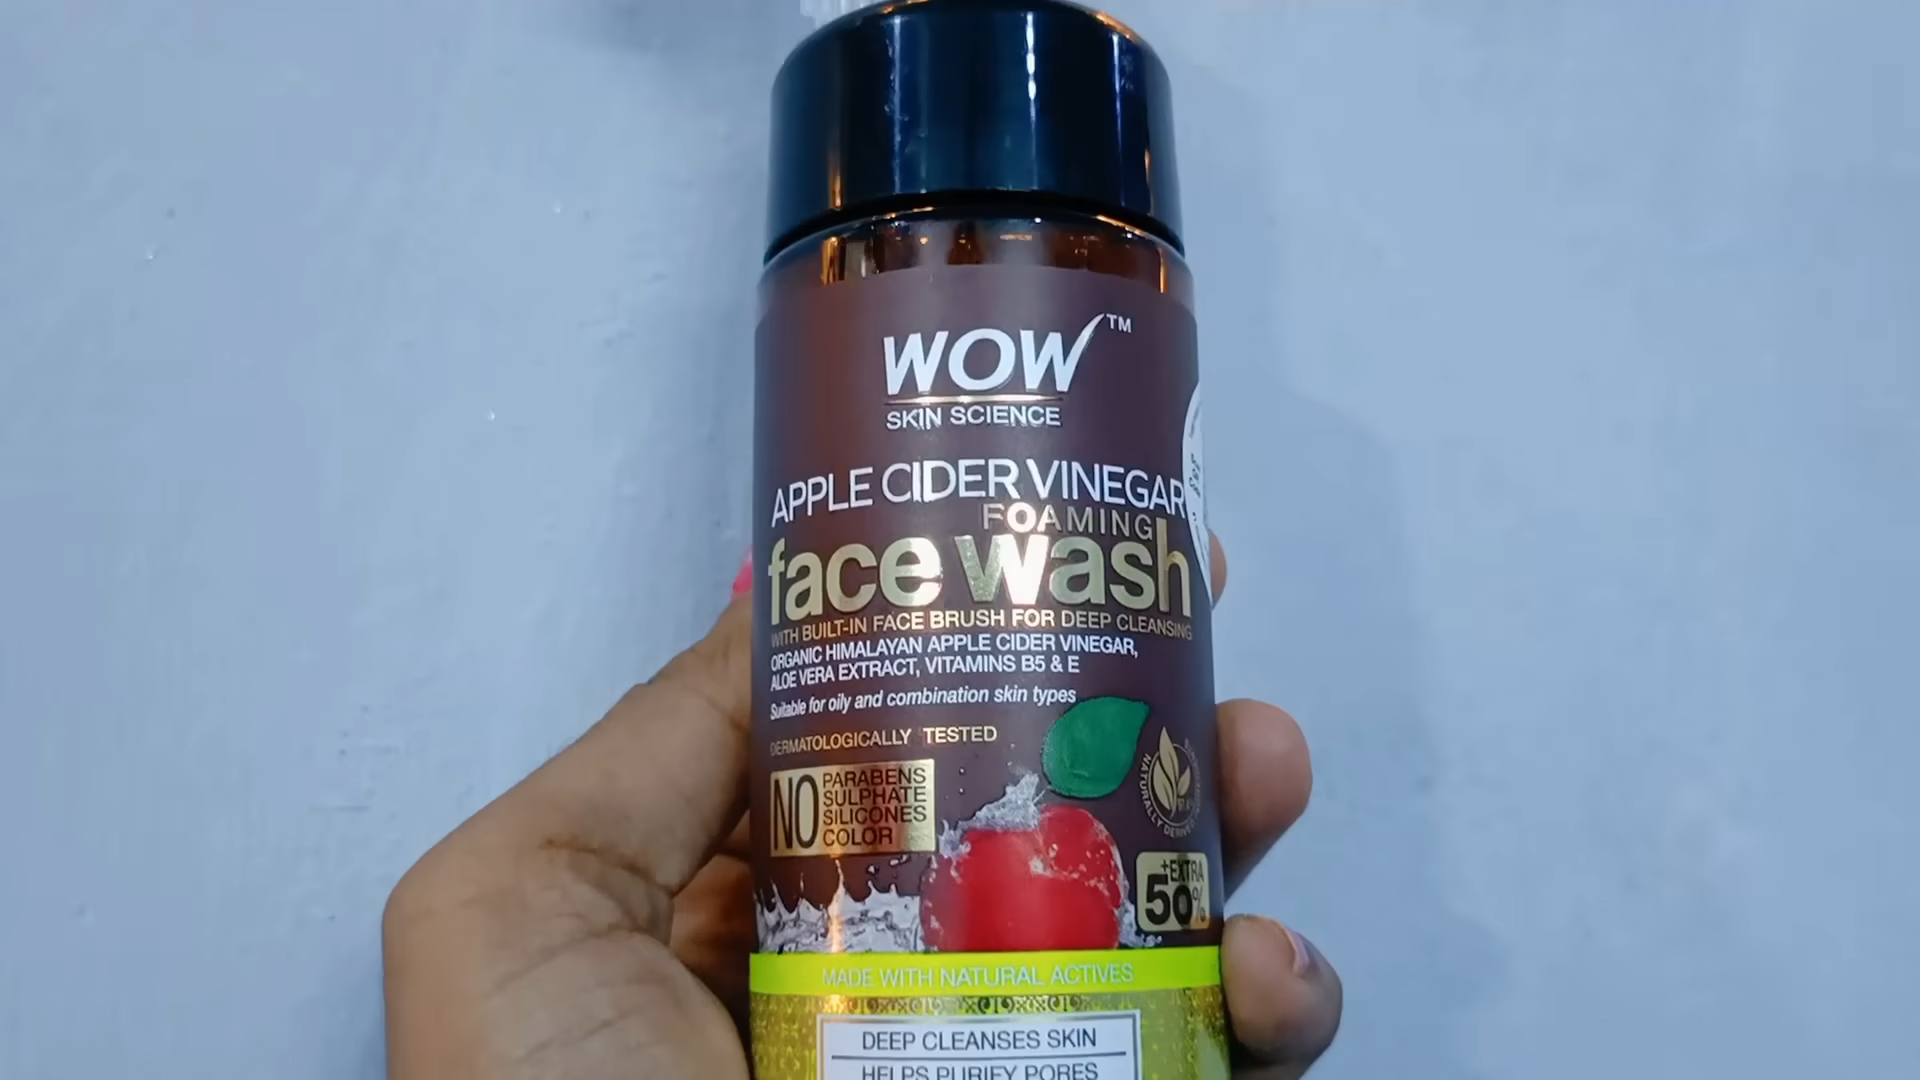 WOW™
SKIN SCIENCE
APPLE CIDER VINEGAR
FOAMING
face wash
WITH BUILT-IN FACE BRUSH FOR DEEP CLEANSING
ORGANIC HIMALAYAN APPLE CIDER VINEGAR,
ALOE VERA EXTRACT, VITAMINS B5 & E
Suitable for oily and combination skin types
DERMATOLOGICALLY TESTED
NO
PARABENS
SULPHATE
SILICONES
COLOR
NATURALLY DERIVED
+EXTRA
50%
MADE WITH NATURAL ACTIVES
DEEP CLEANSES SKIN
HELPS PURIFY PORES